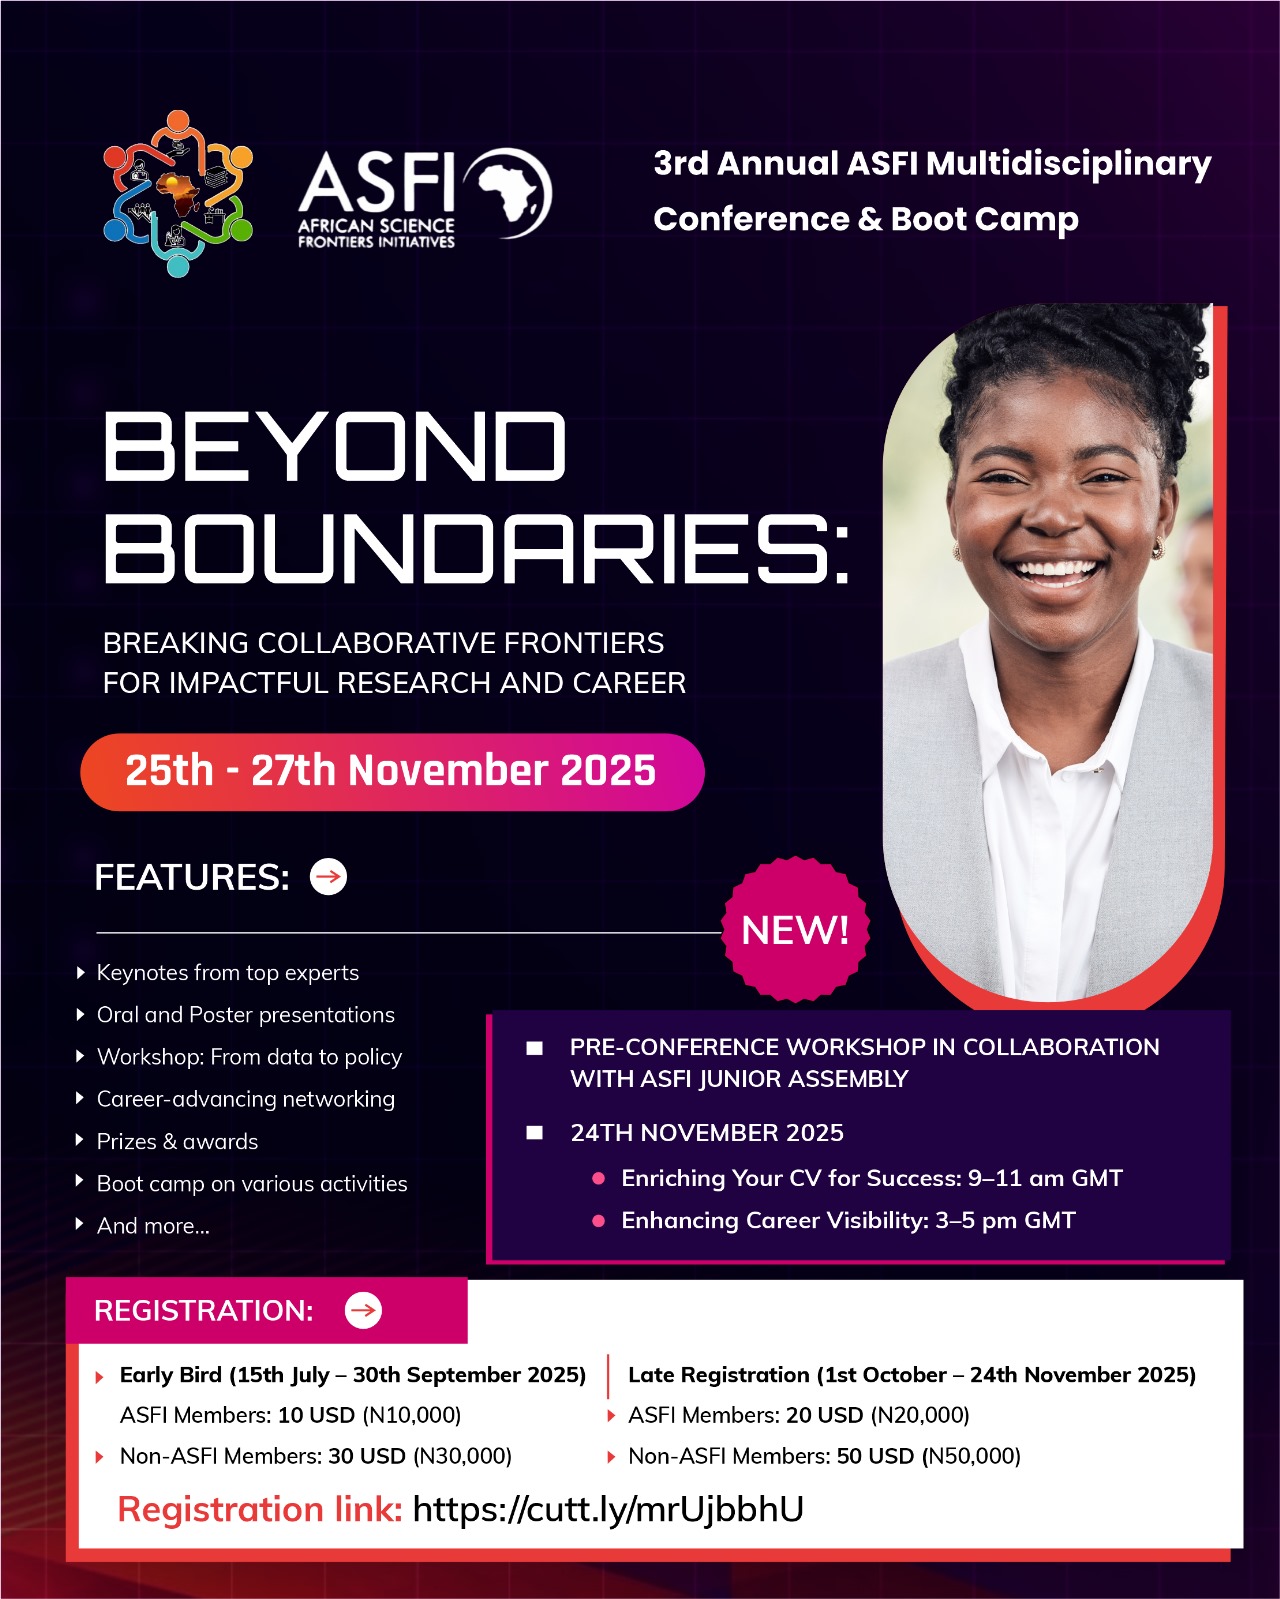 ASFI
AFRICAN SCIENCE
FRONTIERS INITIATIVES
3rd Annual ASFI Multidisciplinary
Conference & Boot Camp
BEYOND
BOUNDARIES:
BREAKING COLLABORATIVE FRONTIERS
FOR IMPACTFUL RESEARCH AND CAREER
25th - 27th November 2025
FEATURES:
Keynotes from top experts
Oral and Poster presentations
Workshop: From data to policy
Career-advancing networking
Prizes & awards
Boot camp on various activities
And more...
NEW!
PRE-CONFERENCE WORKSHOP IN COLLABORATION
WITH ASFI JUNIOR ASSEMBLY
24TH NOVEMBER 2025
Enriching Your CV for Success: 9–11 am GMT
Enhancing Career Visibility: 3–5 pm GMT
REGISTRATION:
Early Bird (15th July – 30th September 2025)
ASFI Members: 10 USD (N10,000)
Non-ASFI Members: 30 USD (N30,000)
Late Registration (1st October – 24th November 2025)
ASFI Members: 20 USD (N20,000)
Non-ASFI Members: 50 USD (N50,000)
Registration link: https://cutt.ly/mrUjbbhU